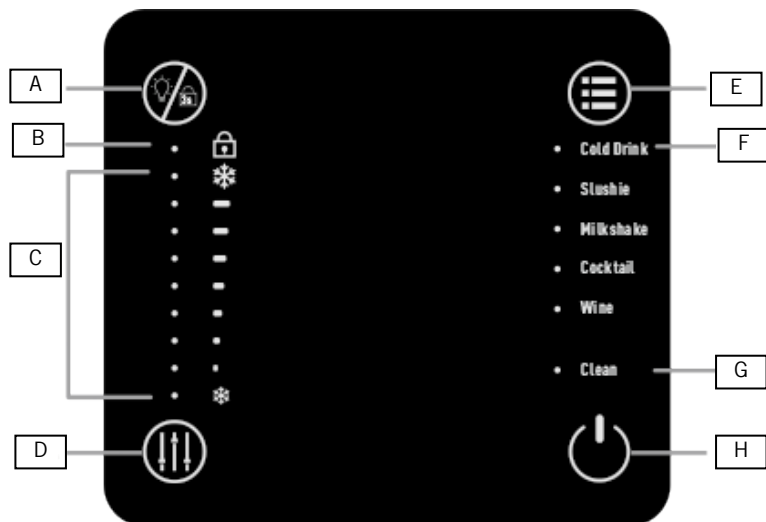 A
3s
E
B
Cold Drink
F
Slushie
C
Milkshake
Cocktail
Wine
Clean
G
D
H